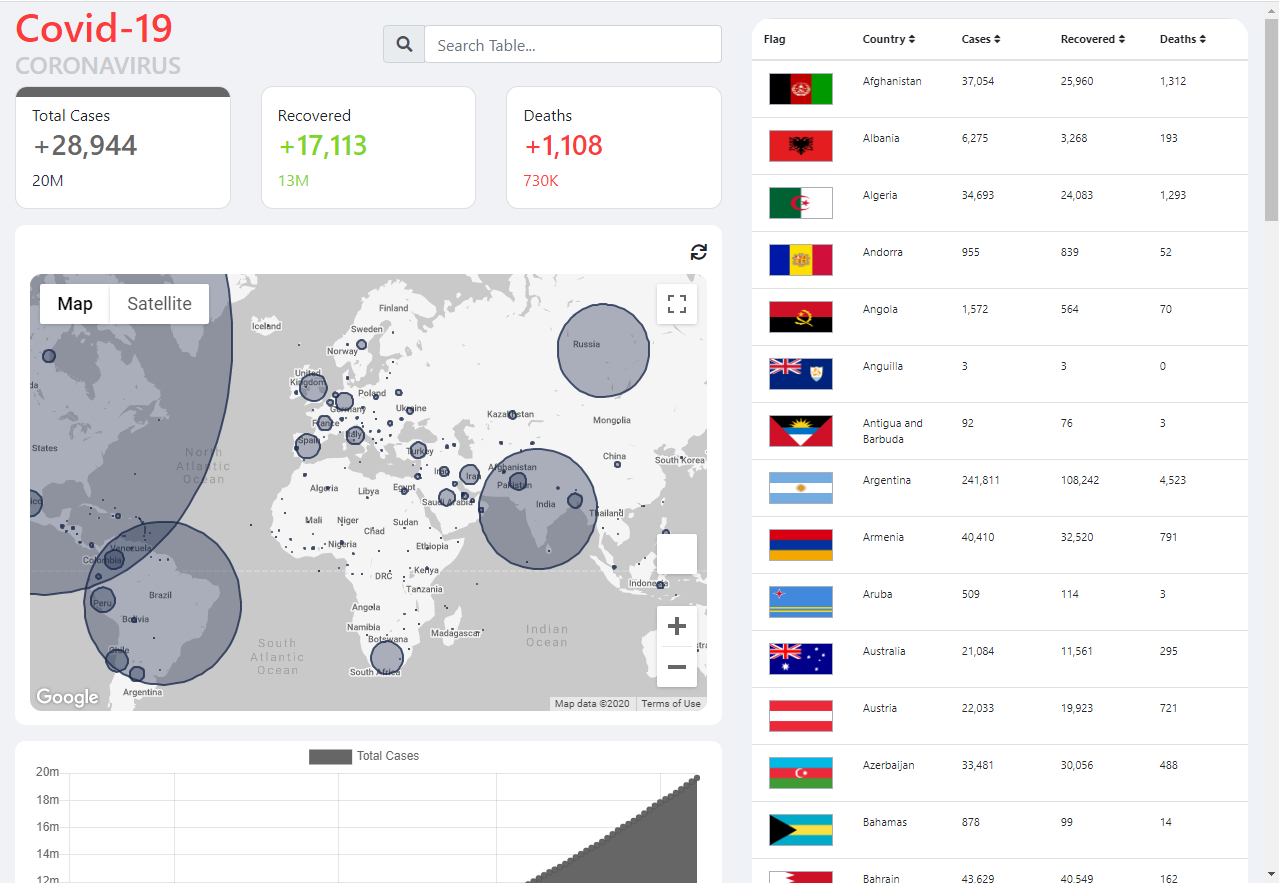 Covid-19
CORONAVIRUS
Search Table...
Total Cases
+28,944
20M
Recovered
+17,113
13M
Deaths
+1,108
730K
Map
Satellite
Iceland
Finland
Sweden
Norway
Russia
United
Kingdom
Poland
Germany
Ukraine
France
Kazakhstan
Mongolia
States
North
Atlantic
Ocean
Spain
Italy
Turkey
China
South Korea
Afghanistan
Iraq
Iran
Pakistan
Algeria
Libya
Egypt
Saudi Arabia
India
Thailand
Mali
Niger
Chad
Sudan
Nigeria
Ethiopia
Venezuela
Colombia
DRC
Kenya
Tanzania
Indonesia
Brazil
Peru
Bolivia
Angola
Namibia
Botswana
Madagascar
Indian
Ocean
South
Atlantic
Ocean
Chile
South Africa
Argentina
Google
Map data ©2020
Terms of Use
Total Cases
20m
18m
16m
14m
12m
Flag Country Cases Recovered Deaths
Afghanistan 37,054 25,960 1,312
Albania 6,275 3,268 193
Algeria 34,693 24,083 1,293
Andorra 955 839 52
Angola 1,572 564 70
Anguilla 3 3 0
Antigua and 92 76 3
Barbuda
Argentina 241,811 108,242 4,523
Armenia 40,410 32,520 791
Aruba 509 114 3
Australia 21,084 11,561 295
Austria 22,033 19,923 721
Azerbaijan 33,481 30,056 488
Bahamas 878 99 14
Bahrain 43,629 40,549 162